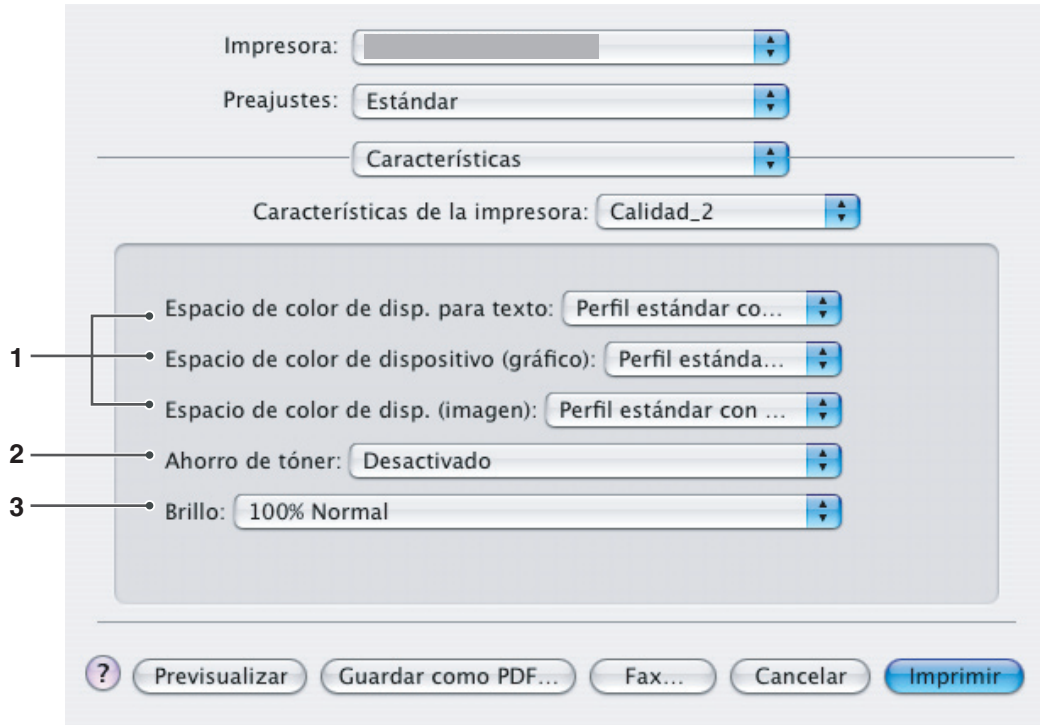 Impresora:
Preajustes: Estándar
Características
Características de la impresora: Calidad_2
Espacio de color de disp. para texto: Perfil estándar co...
1 Espacio de color de dispositivo (gráfico): Perfil estánda...
Espacio de color de disp. (imagen): Perfil estándar con ...
2 Ahorro de tóner: Desactivado
3 Brillo: 100% Normal
? Previsualizar Guardar como PDF... Fax... Cancelar Imprimir